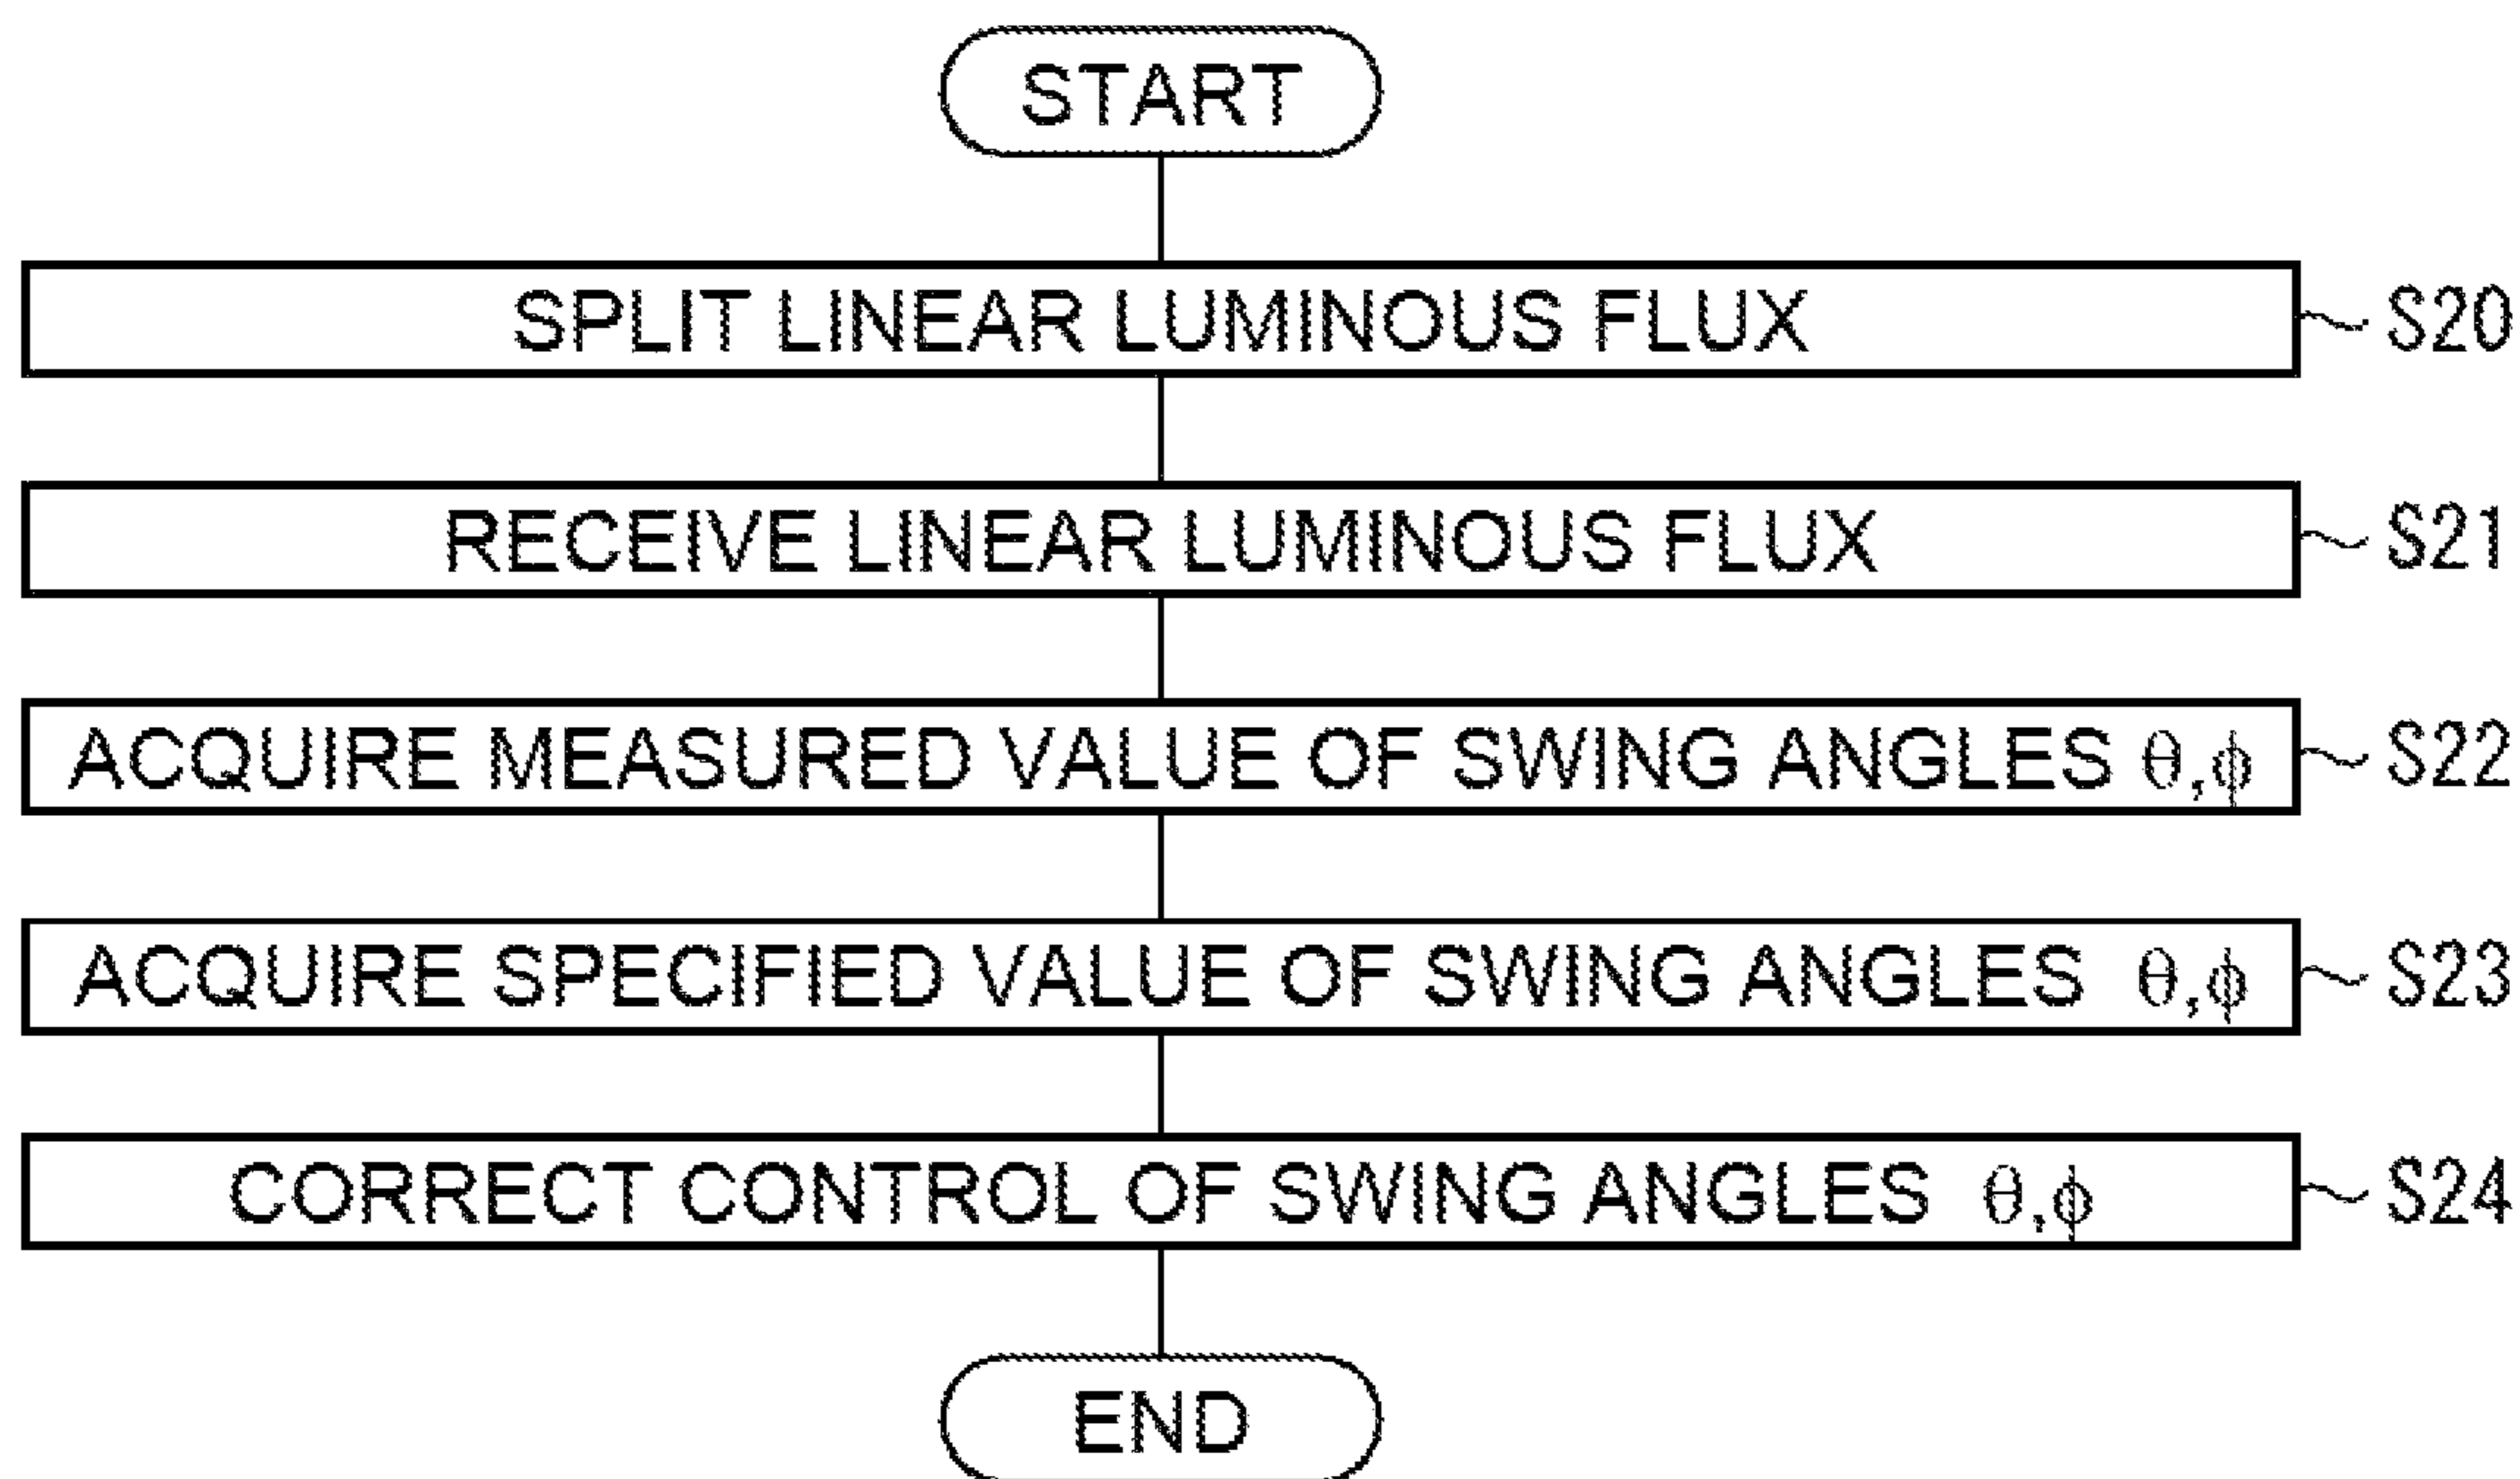 START
SPLIT LINEAR LUMINOUS FLUX S20
RECEIVE LINEAR LUMINOUS FLUX S21
ACQUIRE MEASURED VALUE OF SWING ANGLES θ,ϕ S22
ACQUIRE SPECIFIED VALUE OF SWING ANGLES θ,ϕ S23
CORRECT CONTROL OF SWING ANGLES θ,ϕ S24
END